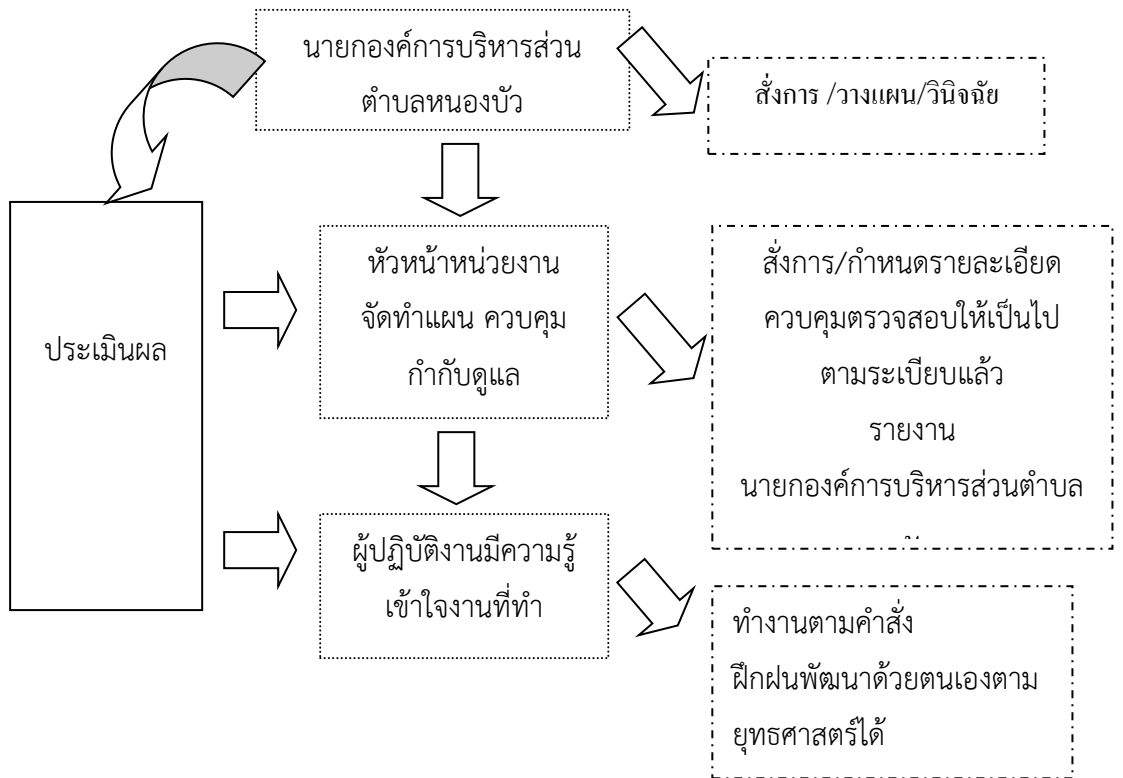 นายกองค์การบริหารส่วน
ตำบลหนองบัว
สั่งการ /วางแผน/วินิจฉัย
ประเมินผล
หัวหน้าหน่วยงาน
จัดทำแผน ควบคุม
กำกับดูแล
สั่งการ/กำหนดรายละเอียด
ควบคุมตรวจสอบให้เป็นไป
ตามระเบียบแล้ว
รายงาน
นายกองค์การบริหารส่วนตำบล
ผู้ปฏิบัติงานมีความรู้
เข้าใจงานที่ทำ
ทำงานตามคำสั่ง
ฝึกฝนพัฒนาด้วยตนเองตาม
ยุทธศาสตร์ได้